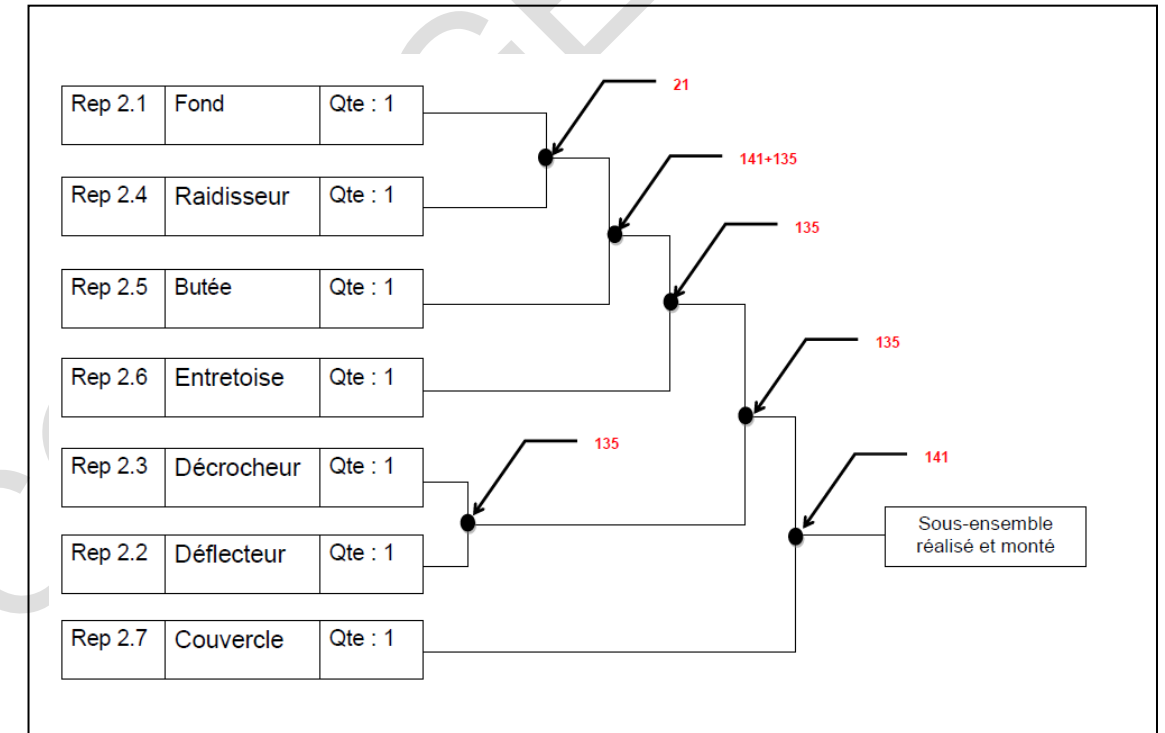 Rep 2.1 Fond Qte : 1
21
141+135
Rep 2.4 Raidisseur Qte : 1
135
Rep 2.5 Butée Qte : 1
135
Rep 2.6 Entretoise Qte : 1
135
Rep 2.3 Décrocheur Qte : 1
141
Sous-ensemble
réalisé et monté
Rep 2.2 Déflecteur Qte : 1
Rep 2.7 Couvercle Qte : 1